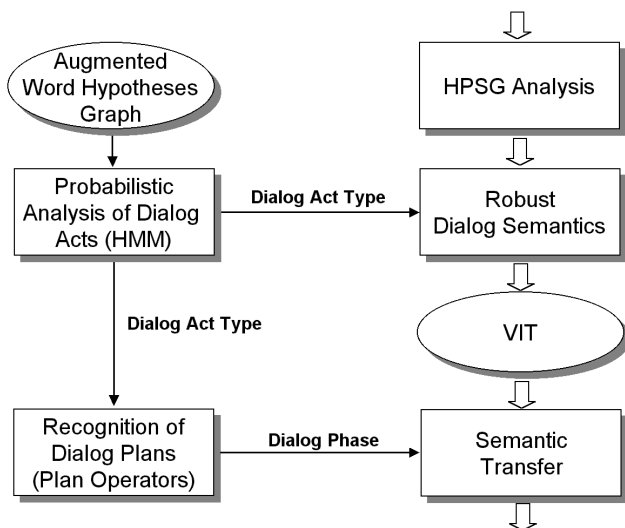 Augmented
Word Hypotheses
Graph
HPSG Analysis
Probabilistic
Analysis of Dialog
Acts (HMM)
Dialog Act Type
Robust
Dialog Semantics
Dialog Act Type
VIT
Recognition of
Dialog Plans
(Plan Operators)
Dialog Phase
Semantic
Transfer